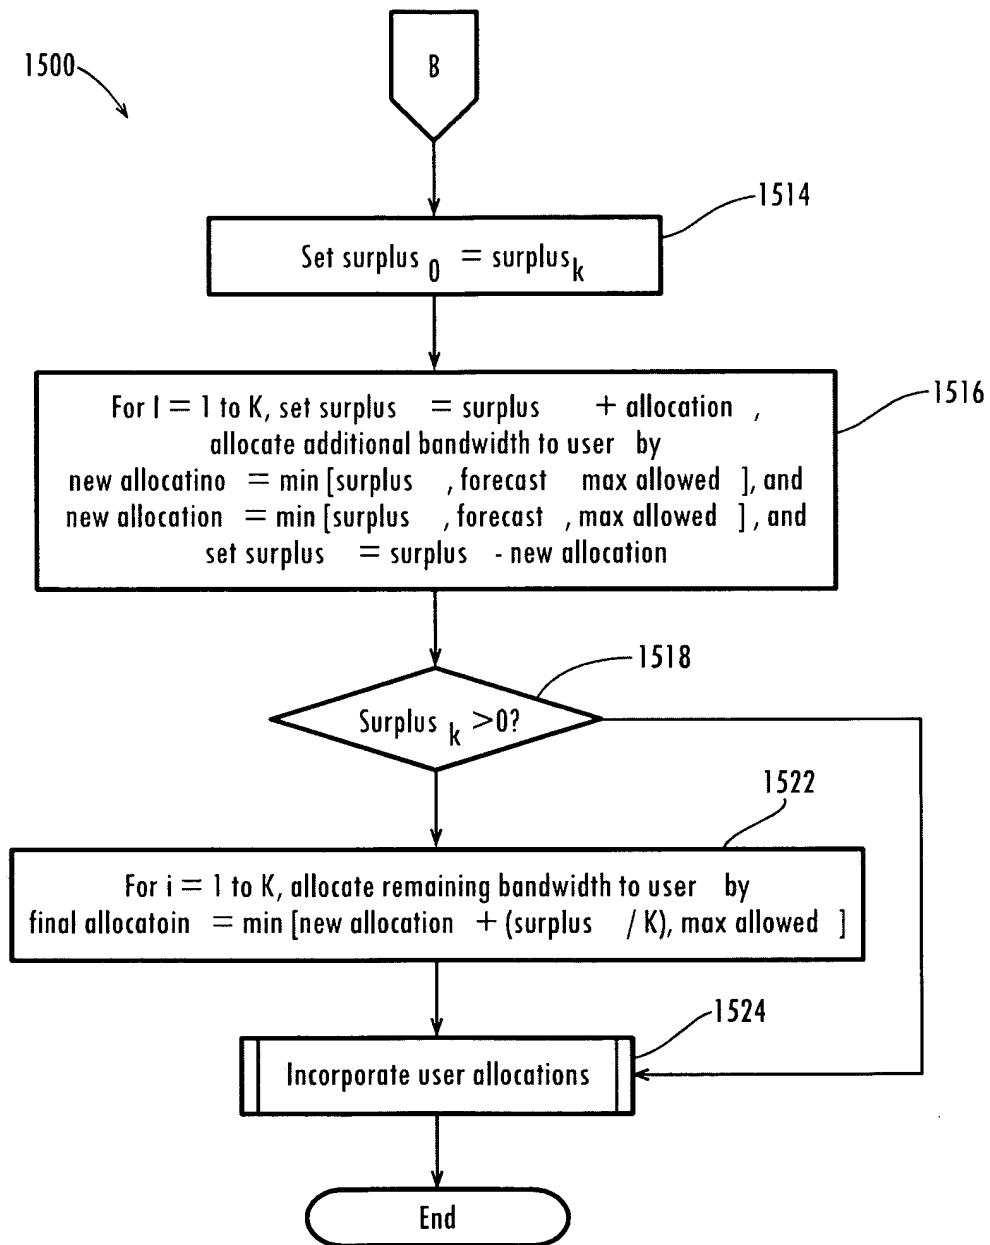 B
1500
1514
Set surplus 0 = surplus k
1516
For I = 1 to K, set surplus = surplus + allocation ,
allocate additional bandwidth to user by
new allocatino = min [surplus , forecast max allowed ], and
new allocation = min [surplus , forecast , max allowed ] , and
set surplus = surplus - new allocation
1518
Surplus k >0?
1522
For i = 1 to K, allocate remaining bandwidth to user by
final allocatoin = min [new allocation + (surplus / K), max allowed ]
1524
Incorporate user allocations
End